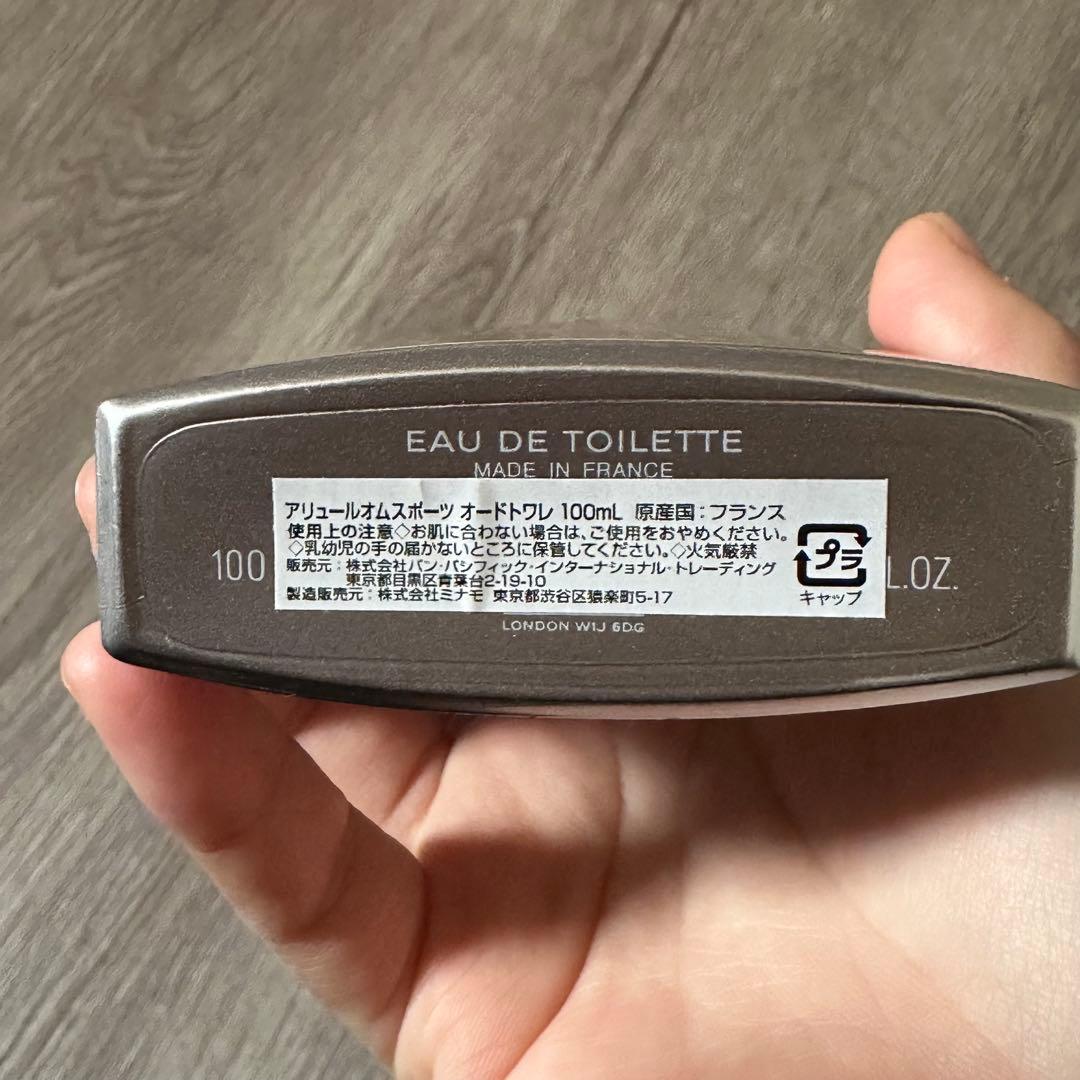 EAU DE TOILETTE
MADE IN FRANCE
アリュールオムスポーツ オードトワレ 100mL 原産国:フランス
使用上の注意◇お肌に合わない場合は、ご使用をおやめください。
◇乳幼児の手の届かないところに保管してください。◇火気厳禁
販売元:株式会社パン・パシフィック・インターナショナル・トレーディング
東京都目黒区青葉台2-19-10
製造販売元:株式会社ミナモ 東京都渋谷区猿楽町5-17
プラ
キャップ
100
L.OZ.
LONDON W1J 6DG